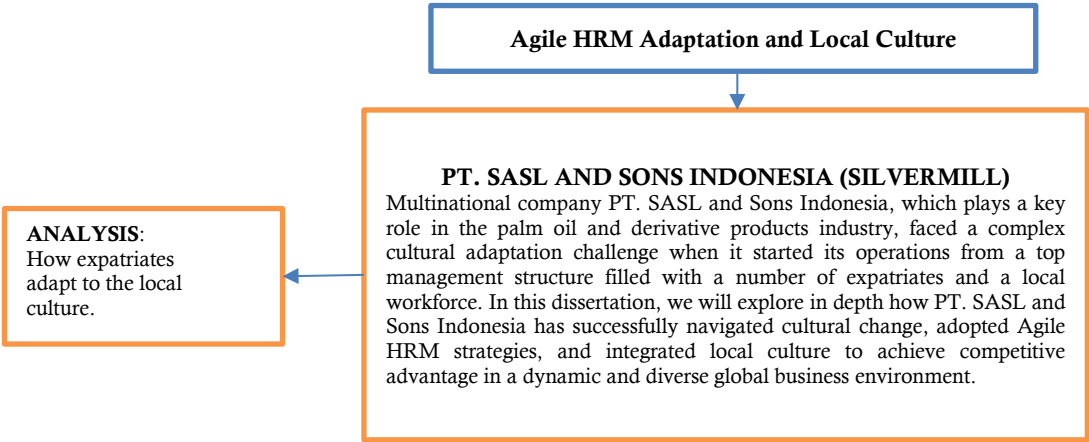 Agile HRM Adaptation and Local Culture
PT. SASL AND SONS INDONESIA (SILVERMILL)
Multinational company PT. SASL and Sons Indonesia, which plays a key
role in the palm oil and derivative products industry, faced a complex
cultural adaptation challenge when it started its operations from a top
management structure filled with a number of expatriates and a local
workforce. In this dissertation, we will explore in depth how PT. SASL and
Sons Indonesia has successfully navigated cultural change, adopted Agile
HRM strategies, and integrated local culture to achieve competitive
advantage in a dynamic and diverse global business environment.
ANALYSIS:
How expatriates
adapt to the local
culture.